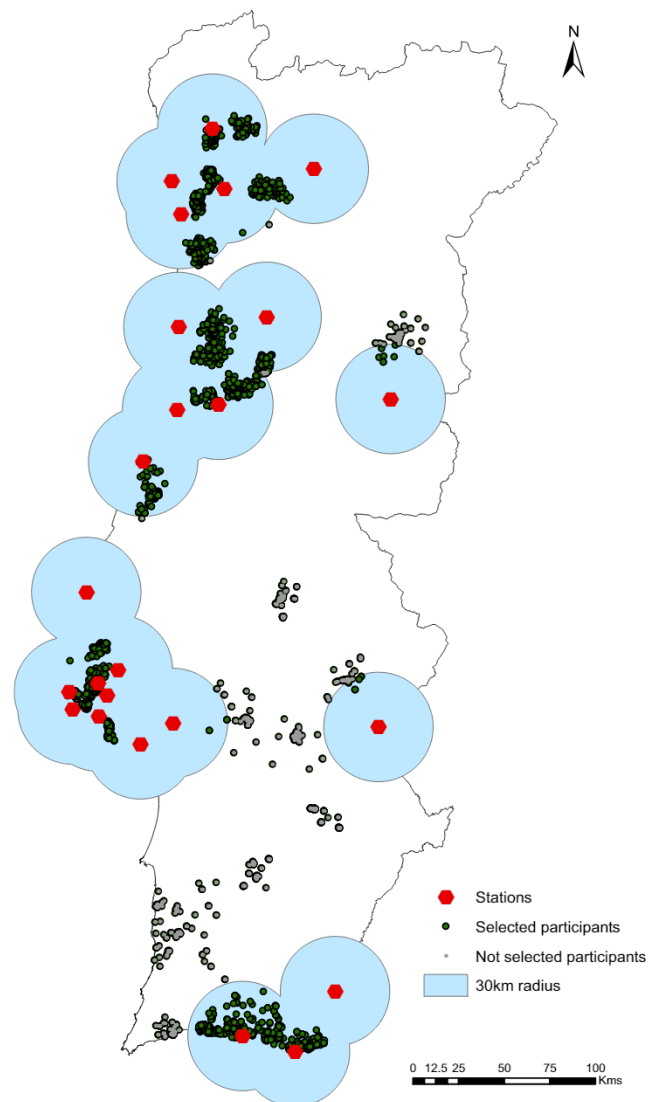 N
Stations
Selected participants
Not selected participants
30km radius
0 12.5 25 50 75 100
Kms